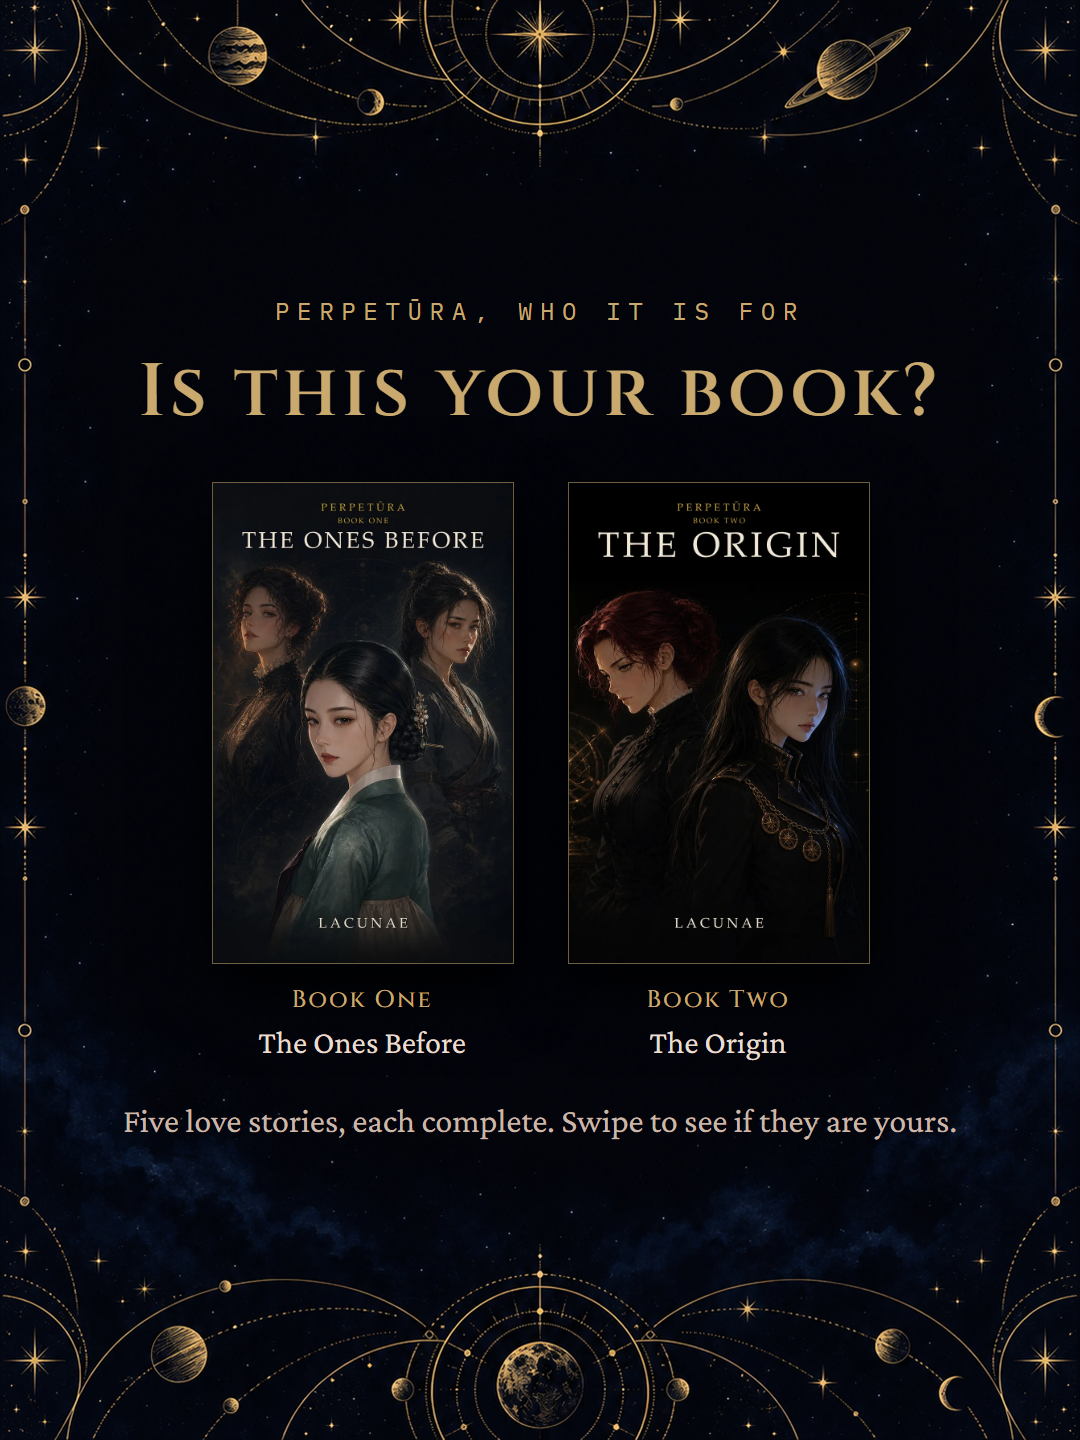 PERPETŪRA, WHO IT IS FOR
IS THIS YOUR BOOK?
PERPETŪRA
BOOK ONE
THE ONES BEFORE
LACUNAE
PERPETŪRA
BOOK TWO
THE ORIGIN
LACUNAE
BOOK ONE
The Ones Before
BOOK TWO
The Origin
Five love stories, each complete. Swipe to see if they are yours.